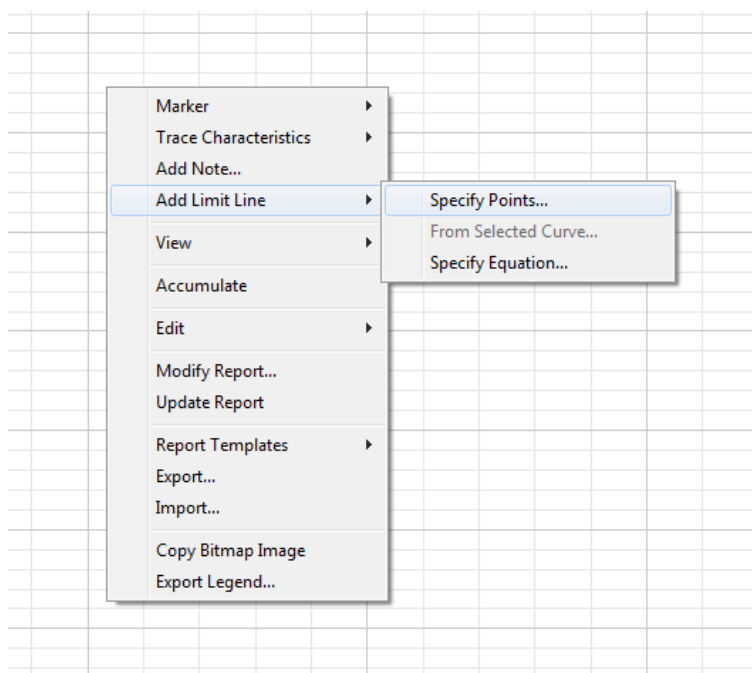 Marker
Trace Characteristics
Add Note...
Add Limit Line
Specify Points...
From Selected Curve...
Specify Equation...
View
Accumulate
Edit
Modify Report...
Update Report
Report Templates
Export...
Import...
Copy Bitmap Image
Export Legend...